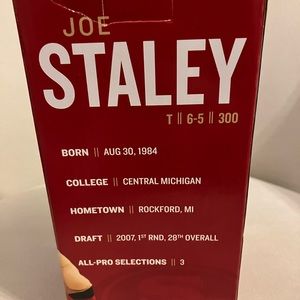 JOE
STALEY
T || 6-5 || 300
BORN || AUG 30, 1984
COLLEGE || CENTRAL MICHIGAN
HOMETOWN || ROCKFORD, MI
DRAFT || 2007, 1ST RND, 28TH OVERALL
ALL-PRO SELECTIONS || 3